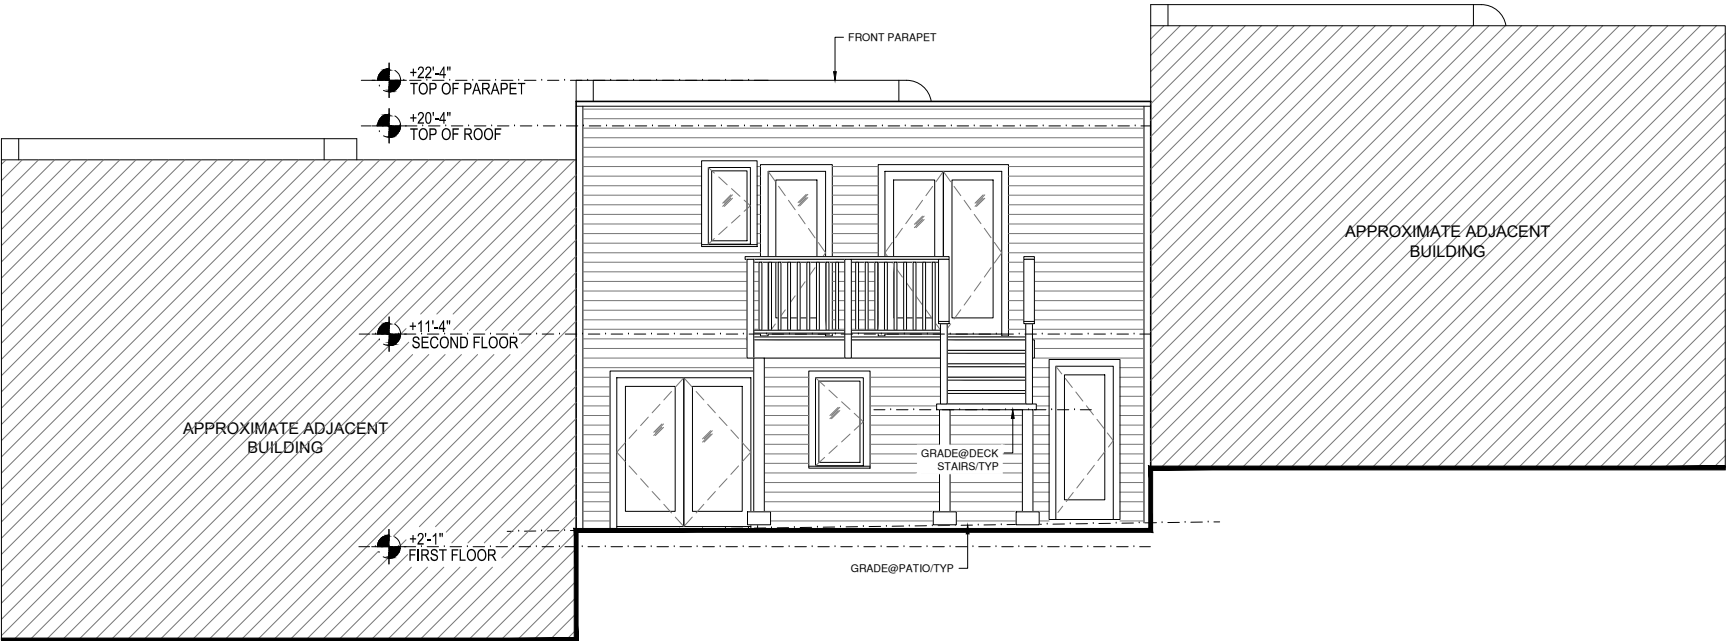 FRONT PARAPET
+22'-4"
TOP OF PARAPET
+20'-4"
TOP OF ROOF
APPROXIMATE ADJACENT
BUILDING
+11'-4"
SECOND FLOOR
APPROXIMATE ADJACENT
BUILDING
GRADE@DECK
STAIRS/TYP
+2'-1"
FIRST FLOOR
GRADE@PATIO/TYP